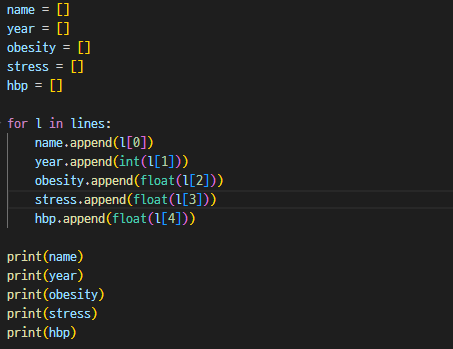 name = []
year = []
obesity = []
stress = []
hbp = []
for l in lines:
    name.append(l[0])
    year.append(int(l[1]))
    obesity.append(float(l[2]))
    stress.append(float(l[3]))
    hbp.append(float(l[4]))
print(name)
print(year)
print(obesity)
print(stress)
print(hbp)